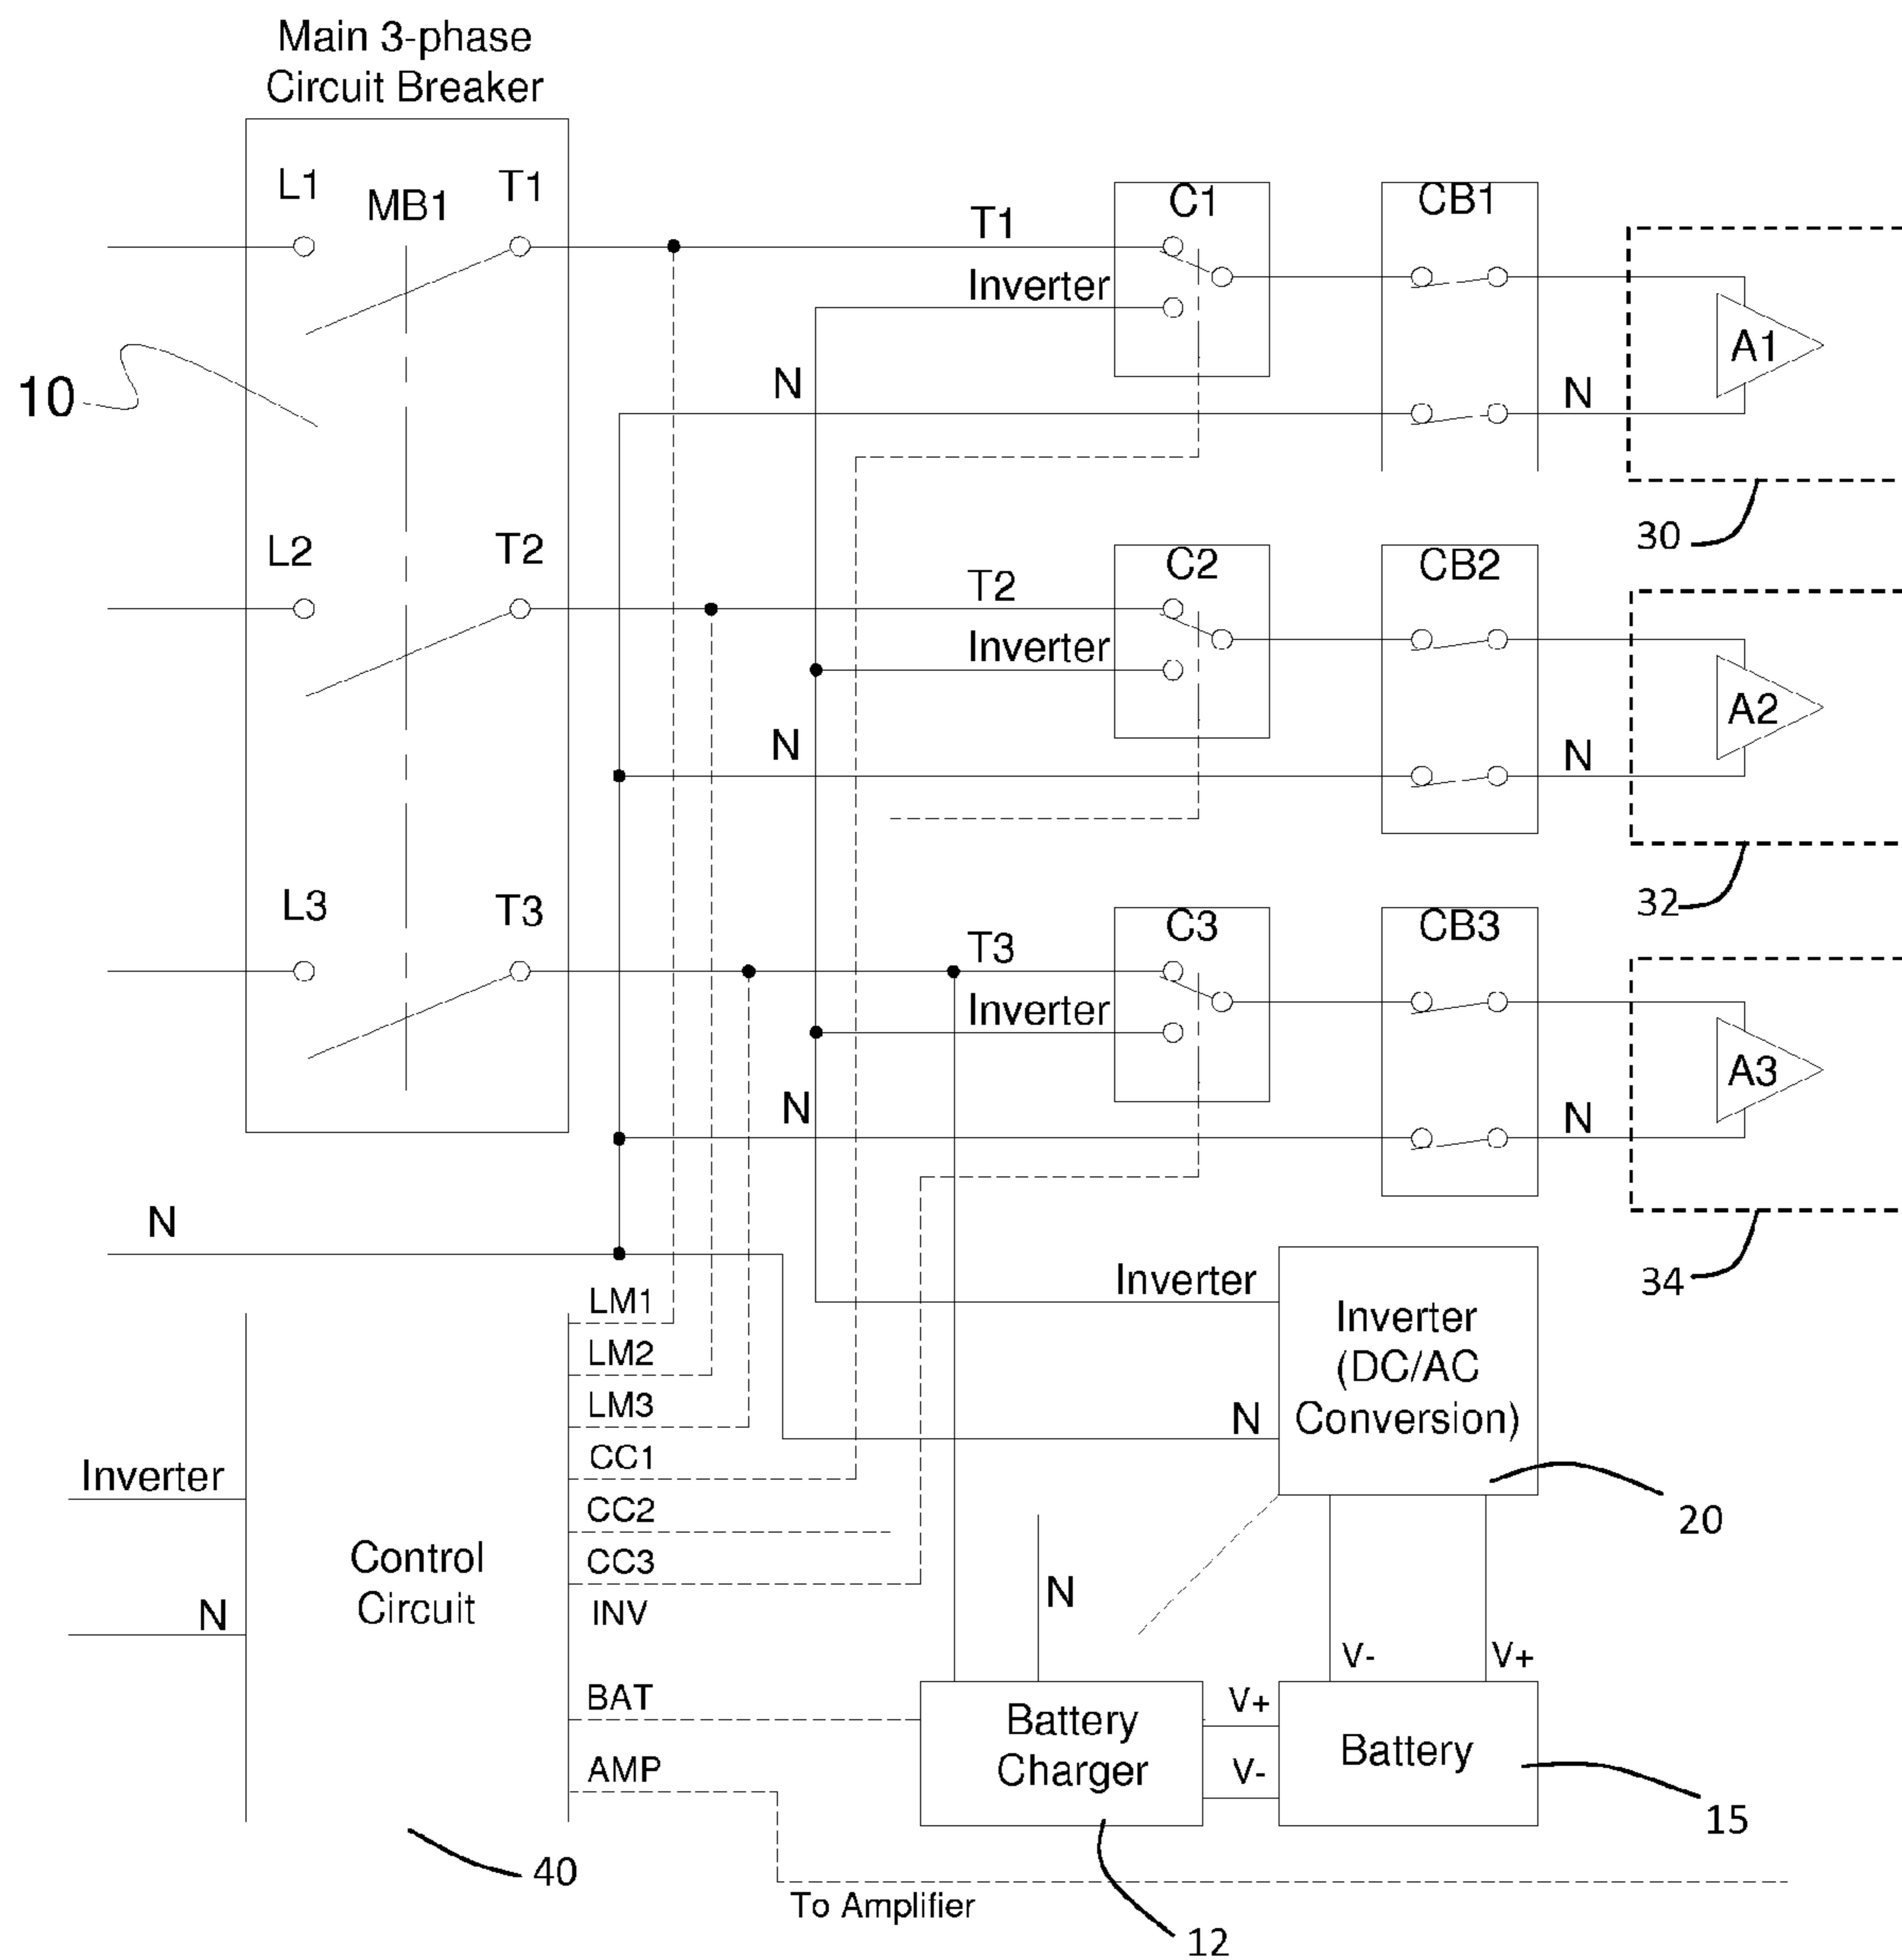 Main 3-phase
Circuit Breaker
L1
MB1
T1
T1
Inverter
C1
CB1
A1
10
N
N
30
L2
T2
T2
Inverter
C2
CB2
A2
N
N
32
L3
T3
T3
Inverter
C3
CB3
A3
N
N
34
N
LM1
LM2
LM3
CC1
CC2
CC3
INV
BAT
AMP
Inverter
N
Control
Circuit
40
To Amplifier
Inverter
N
Inverter
(DC/AC
Conversion)
20
N
V-
V+
Battery
Charger
V+
V-
Battery
15
12